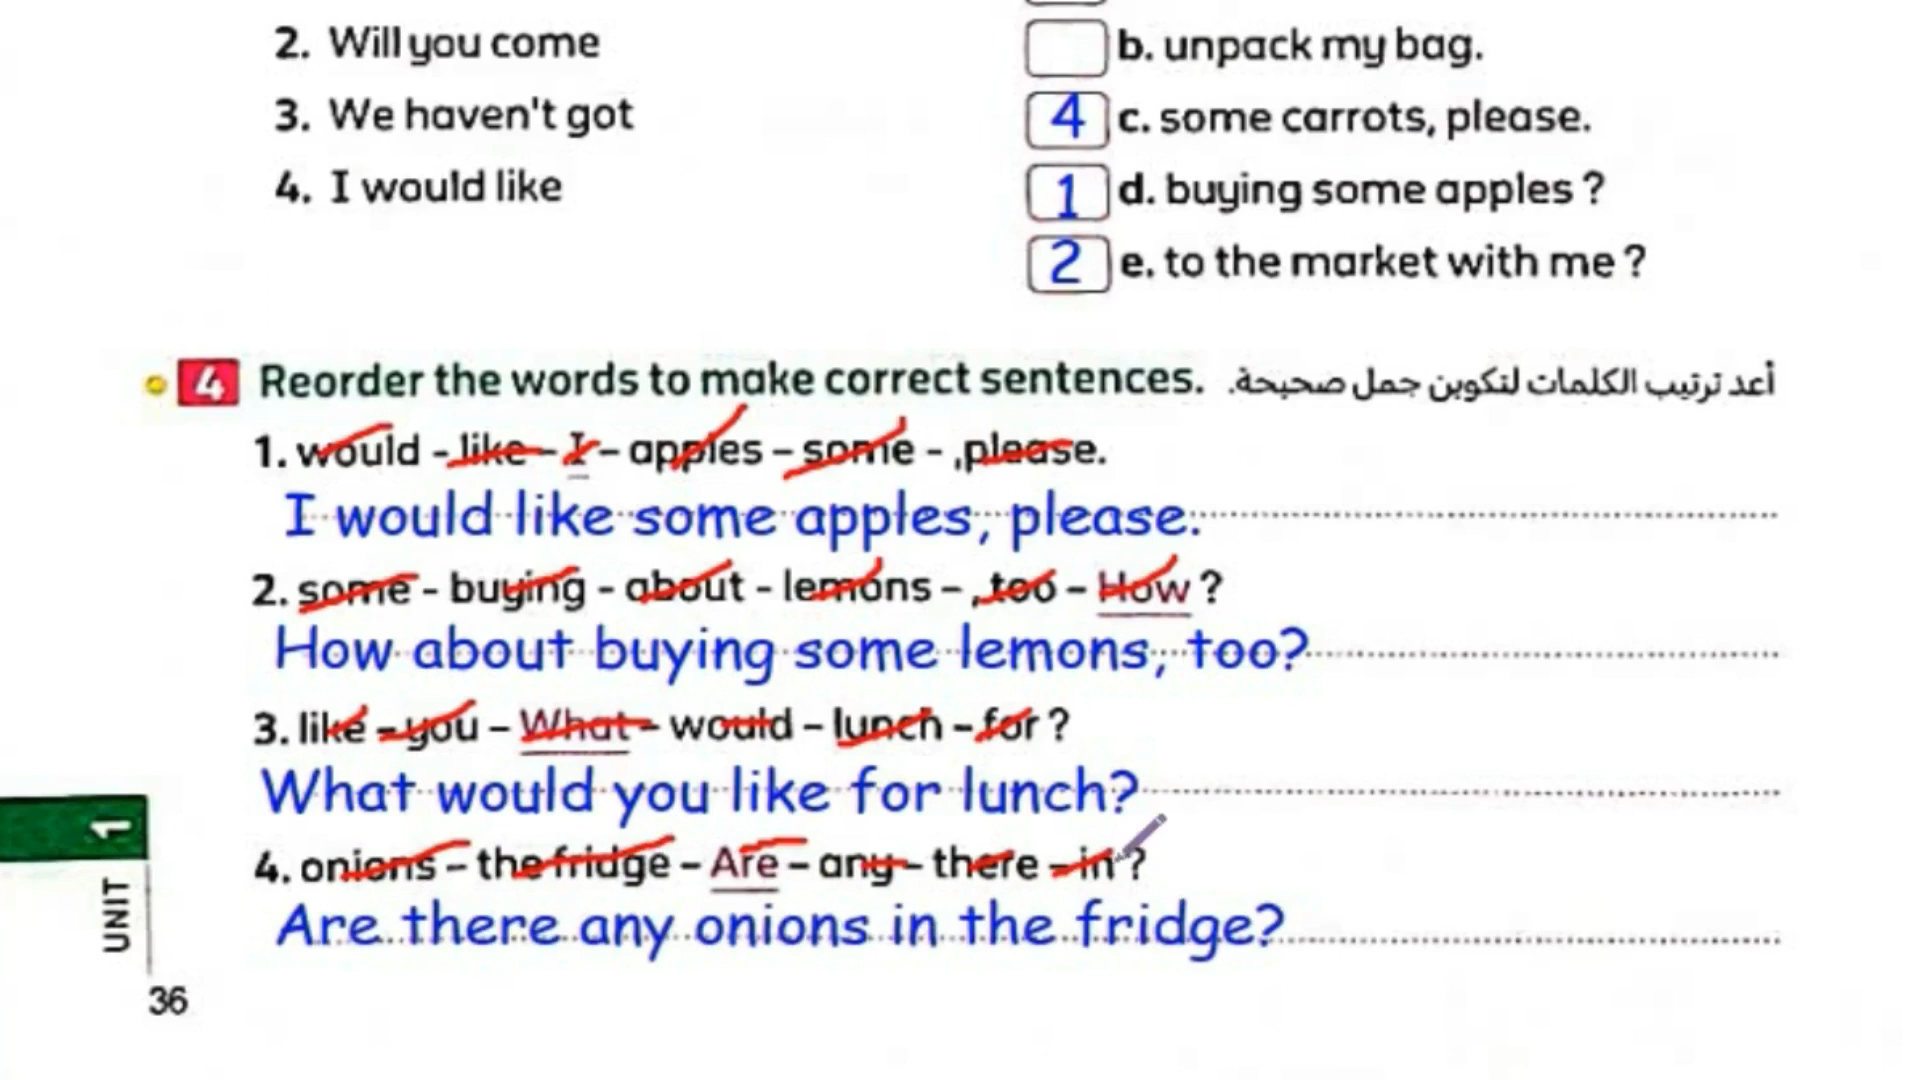 2. Will you come
b. unpack my bag.
3. We haven't got
4 c. some carrots, please.
4. I would like
1 d. buying some apples ?
2 e. to the market with me ?
4 Reorder the words to make correct sentences. أعد ترتيب الكلمات لتكوين جمل صحيحة.
1. would - like - I - apples - some - ,please.
I would like some apples, please.
2. some - buying - about - lemons - ,too - How ?
How about buying some lemons, too?
3. like - you - What - would - lunch - for ?
What would you like for lunch?
4. onions - the fridge - Are - any - there - in ?
Are there any onions in the fridge?
UNIT 1
36